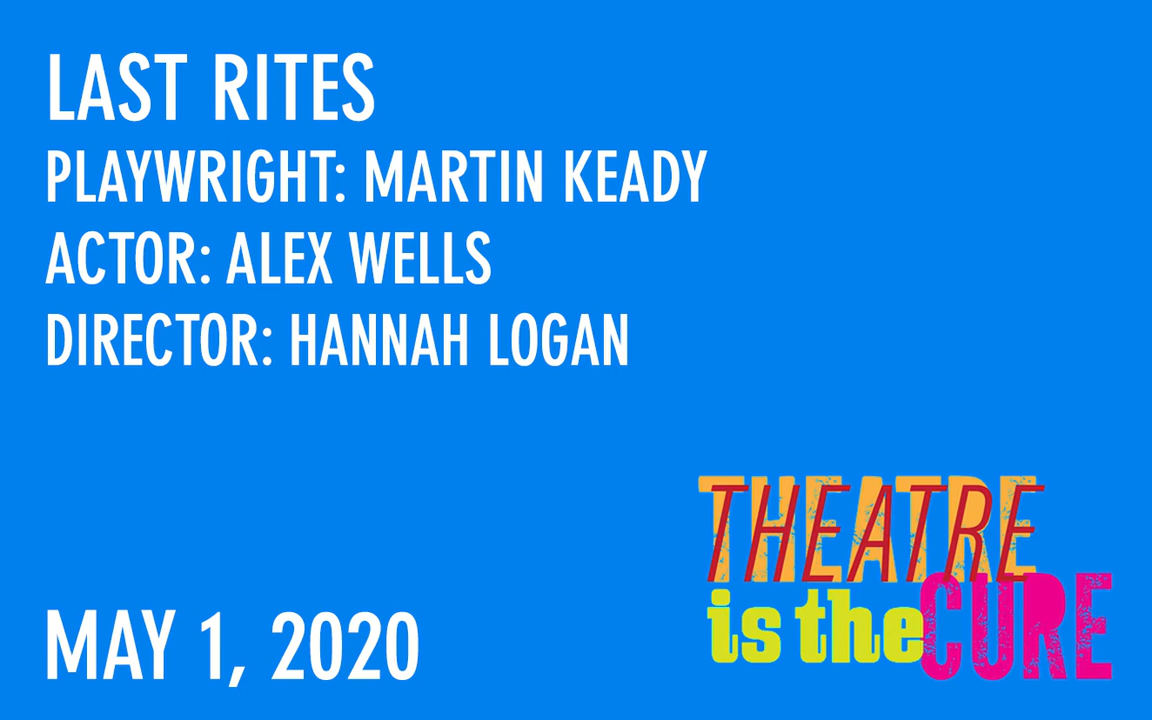 LAST RITES
PLAYWRIGHT: MARTIN KEADY
ACTOR: ALEX WELLS
DIRECTOR: HANNAH LOGAN
THEATRE
is the CURE
MAY 1, 2020